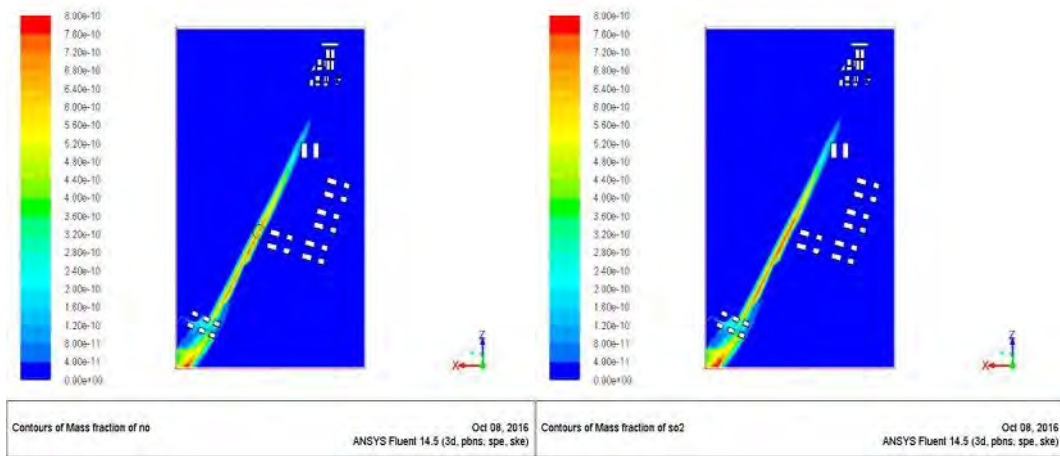 8.00e-10
7.60e-10
7.20e-10
6.80e-10
6.40e-10
6.00e-10
5.60e-10
5.20e-10
4.80e-10
4.40e-10
4.00e-10
3.60e-10
3.20e-10
2.80e-10
2.40e-10
2.00e-10
1.60e-10
1.20e-10
8.00e-11
4.00e-11
0.00e+00
Z
X
Contours of Mass fraction of no
Oct 08, 2016
ANSYS Fluent 14.5 (3d, pbns, spe, ske)
8.00e-10
7.60e-10
7.20e-10
6.80e-10
6.40e-10
6.00e-10
5.60e-10
5.20e-10
4.80e-10
4.40e-10
4.00e-10
3.60e-10
3.20e-10
2.80e-10
2.40e-10
2.00e-10
1.60e-10
1.20e-10
8.00e-11
4.00e-11
0.00e+00
Z
X
Contours of Mass fraction of so2
Oct 08, 2016
ANSYS Fluent 14.5 (3d, pbns, spe, ske)